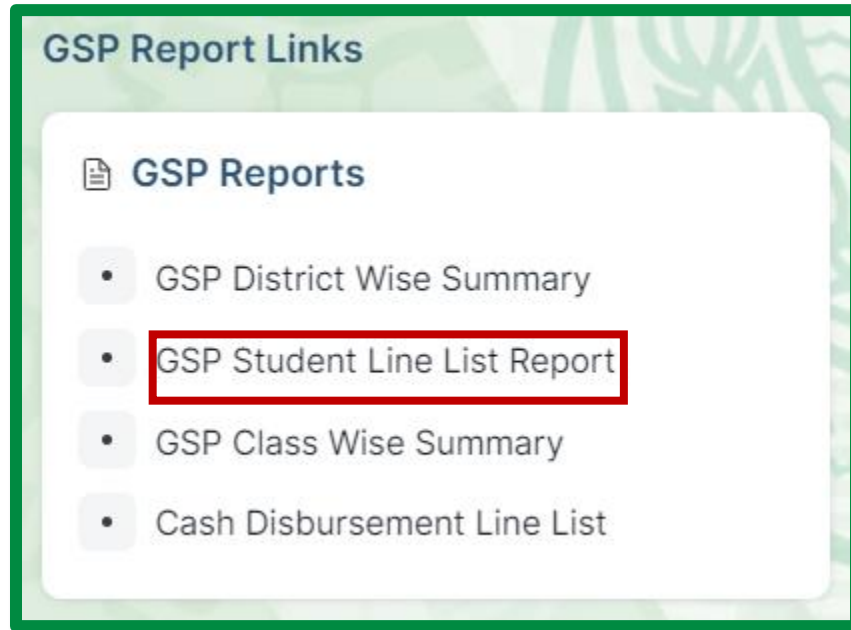 GSP Report Links
GSP Reports
• GSP District Wise Summary
• GSP Student Line List Report
• GSP Class Wise Summary
• Cash Disbursement Line List